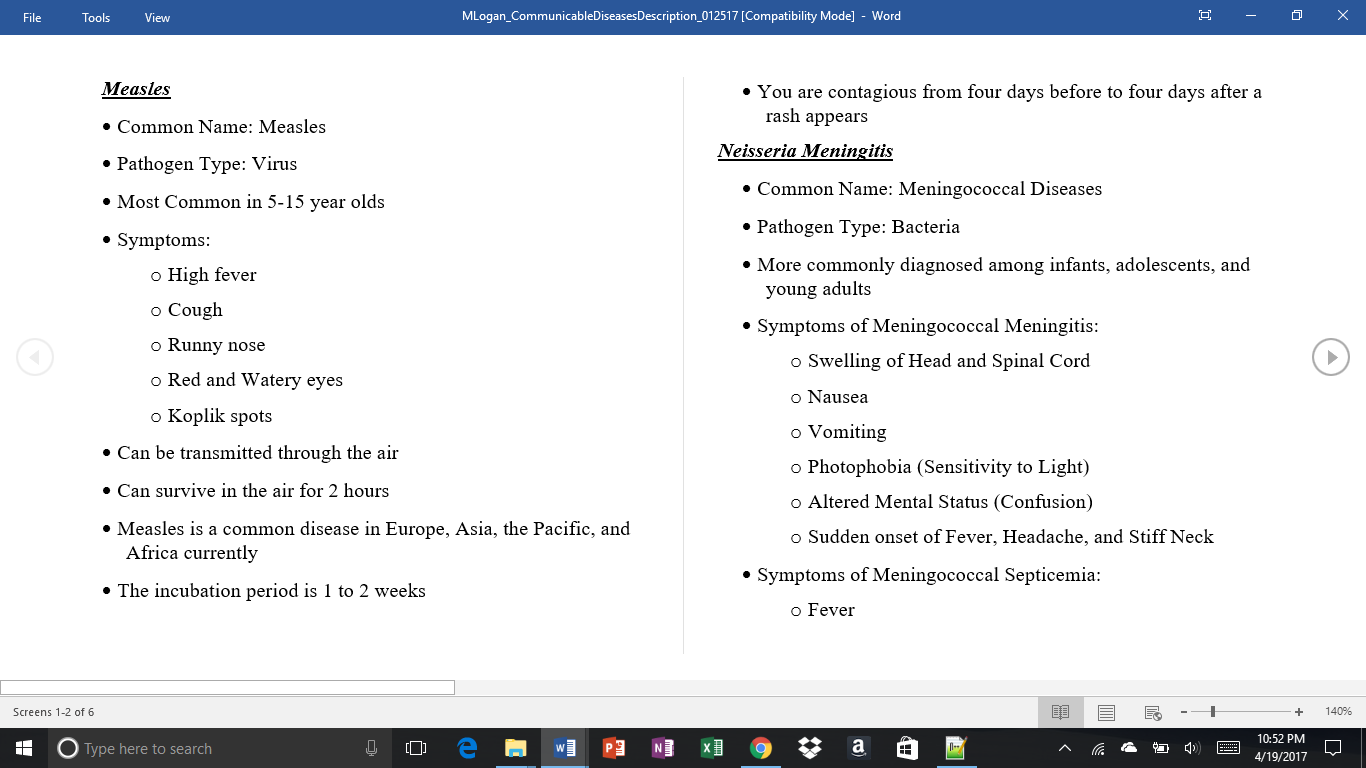 File Tools View MLogan_CommunicableDiseasesDescription_012517 [Compatibility Mode] - Word
Measles
• Common Name: Measles
• Pathogen Type: Virus
• Most Common in 5-15 year olds
• Symptoms:
o High fever
o Cough
o Runny nose
o Red and Watery eyes
o Koplik spots
• Can be transmitted through the air
• Can survive in the air for 2 hours
• Measles is a common disease in Europe, Asia, the Pacific, and
Africa currently
• The incubation period is 1 to 2 weeks
• You are contagious from four days before to four days after a
rash appears
Neisseria Meningitis
• Common Name: Meningococcal Diseases
• Pathogen Type: Bacteria
• More commonly diagnosed among infants, adolescents, and
young adults
• Symptoms of Meningococcal Meningitis:
o Swelling of Head and Spinal Cord
o Nausea
o Vomiting
o Photophobia (Sensitivity to Light)
o Altered Mental Status (Confusion)
o Sudden onset of Fever, Headache, and Stiff Neck
• Symptoms of Meningococcal Septicemia:
o Fever
Screens 1-2 of 6
140%
Type here to search
10:52 PM
4/19/2017